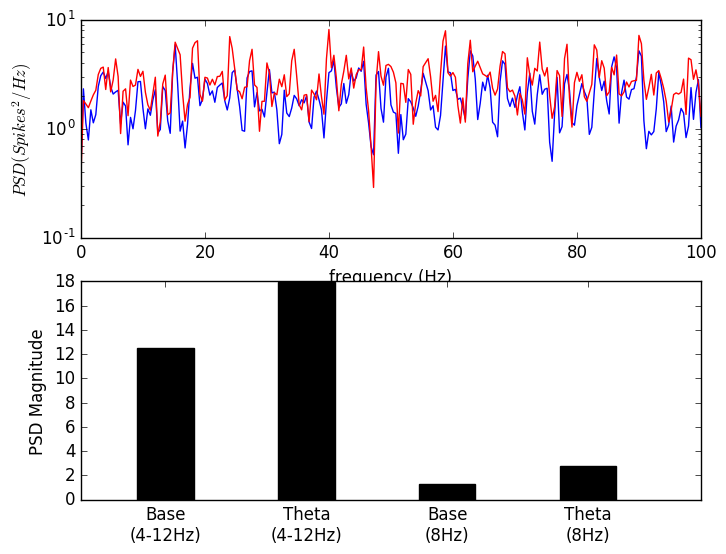 10^1
10^0
10^-1
PSD(Spikes^2/Hz)
0 20 40 60 80 100
frequency (Hz)
18
16
14
12
10
8
6
4
2
0
PSD Magnitude
Base Theta Base Theta
(4-12Hz) (4-12Hz) (8Hz) (8Hz)